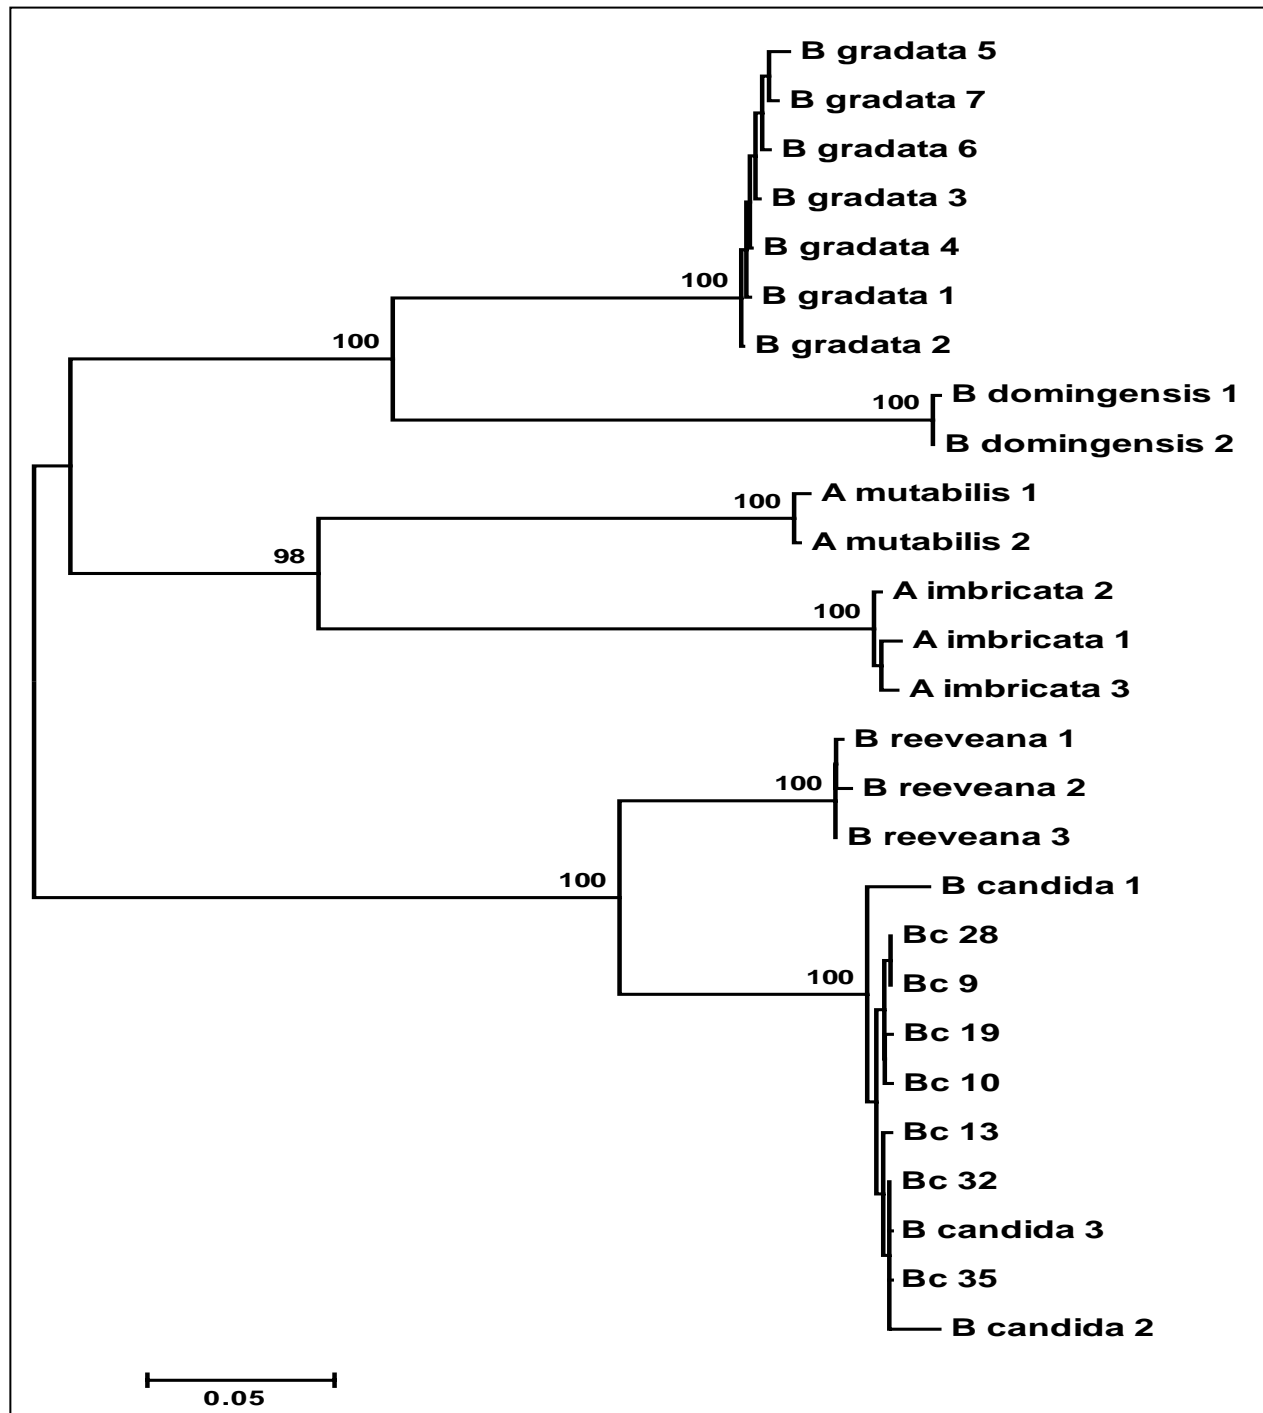 B gradata 5
B gradata 7
B gradata 6
B gradata 3
B gradata 4
100
B gradata 1
100
B gradata 2
B domingensis 1
100
B domingensis 2
A mutabilis 1
100
A mutabilis 2
98
A imbricata 2
100
A imbricata 1
A imbricata 3
B reeveana 1
100
B reeveana 2
B reeveana 3
100
B candida 1
Bc 28
100
Bc 9
Bc 19
Bc 10
Bc 13
Bc 32
B candida 3
Bc 35
B candida 2
0.05